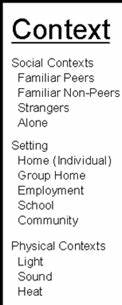 Context
Social Contexts
Familiar Peers
Familiar Non-Peers
Strangers
Alone
Setting
Home (Individual)
Group Home
Employment
School
Community
Physical Contexts
Light
Sound
Heat